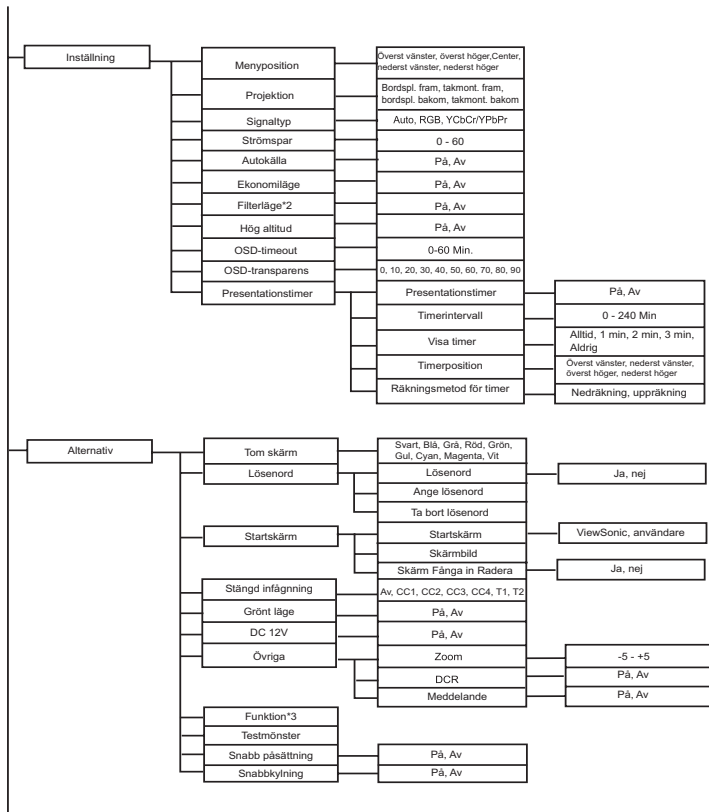 Inställning
Menyposition
Överst vänster, överst höger,Center,
nederst vänster, nederst höger
Projektion
Bordspl. fram, takmont. fram,
bordspl. bakom, takmont. bakom
Signaltyp
Auto, RGB, YCbCr/YPbPr
Strömspar
0 - 60
Autokälla
På, Av
Ekonomiläge
På, Av
Filterläge*2
På, Av
Hög altitud
På, Av
OSD-timeout
0-60 Min.
OSD-transparens
0, 10, 20, 30, 40, 50, 60, 70, 80, 90
Presentationstimer
Presentationstimer
På, Av
Timerintervall
0 - 240 Min
Visa timer
Alltid, 1 min, 2 min, 3 min,
Aldrig
Timerposition
Överst vänster, nederst vänster,
överst höger, nederst höger
Räkningsmetod för timer
Nedräkning, uppräkning
Alternativ
Tom skärm
Svart, Blå, Grå, Röd, Grön,
Gul, Cyan, Magenta, Vit
Lösenord
Lösenord
Ja, nej
Ange lösenord
Ta bort lösenord
Startskärm
Startskärm
ViewSonic, användare
Skärmbild
Skärm Fånga in Radera
Ja, nej
Stängd infågnning
Av, CC1, CC2, CC3, CC4, T1, T2
Grönt läge
På, Av
DC 12V
På, Av
Övriga
Zoom
-5 - +5
DCR
På, Av
Meddelande
På, Av
Funktion*3
Testmönster
Snabb påsättning
På, Av
Snabbkylning
På, Av